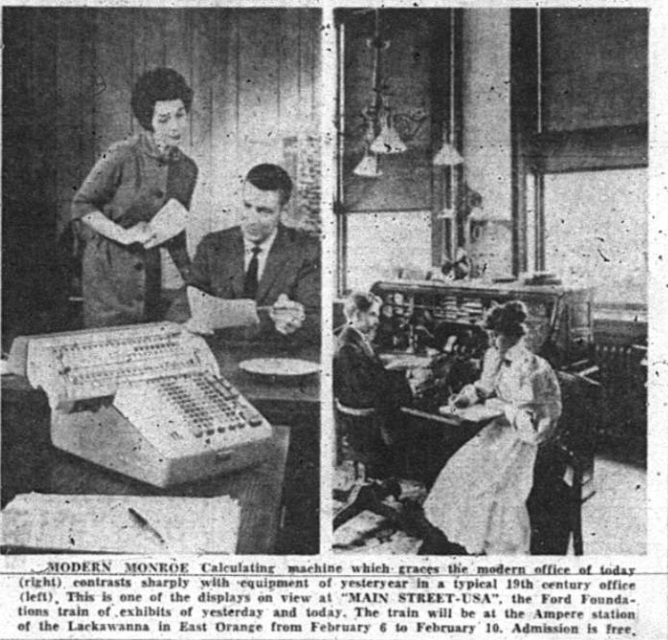 MODERN MONROE Calculating machine which graces the modern office of today
(right) contrasts sharply with equipment of yesteryear in a typical 19th century office
(left). This is one of the displays on view at "MAIN STREET-USA", the Ford Founda-
tions train of exhibits of yesterday and today. The train will be at the Ampere station
of the Lackawanna in East Orange from February 6 to February 10. Admission is free.